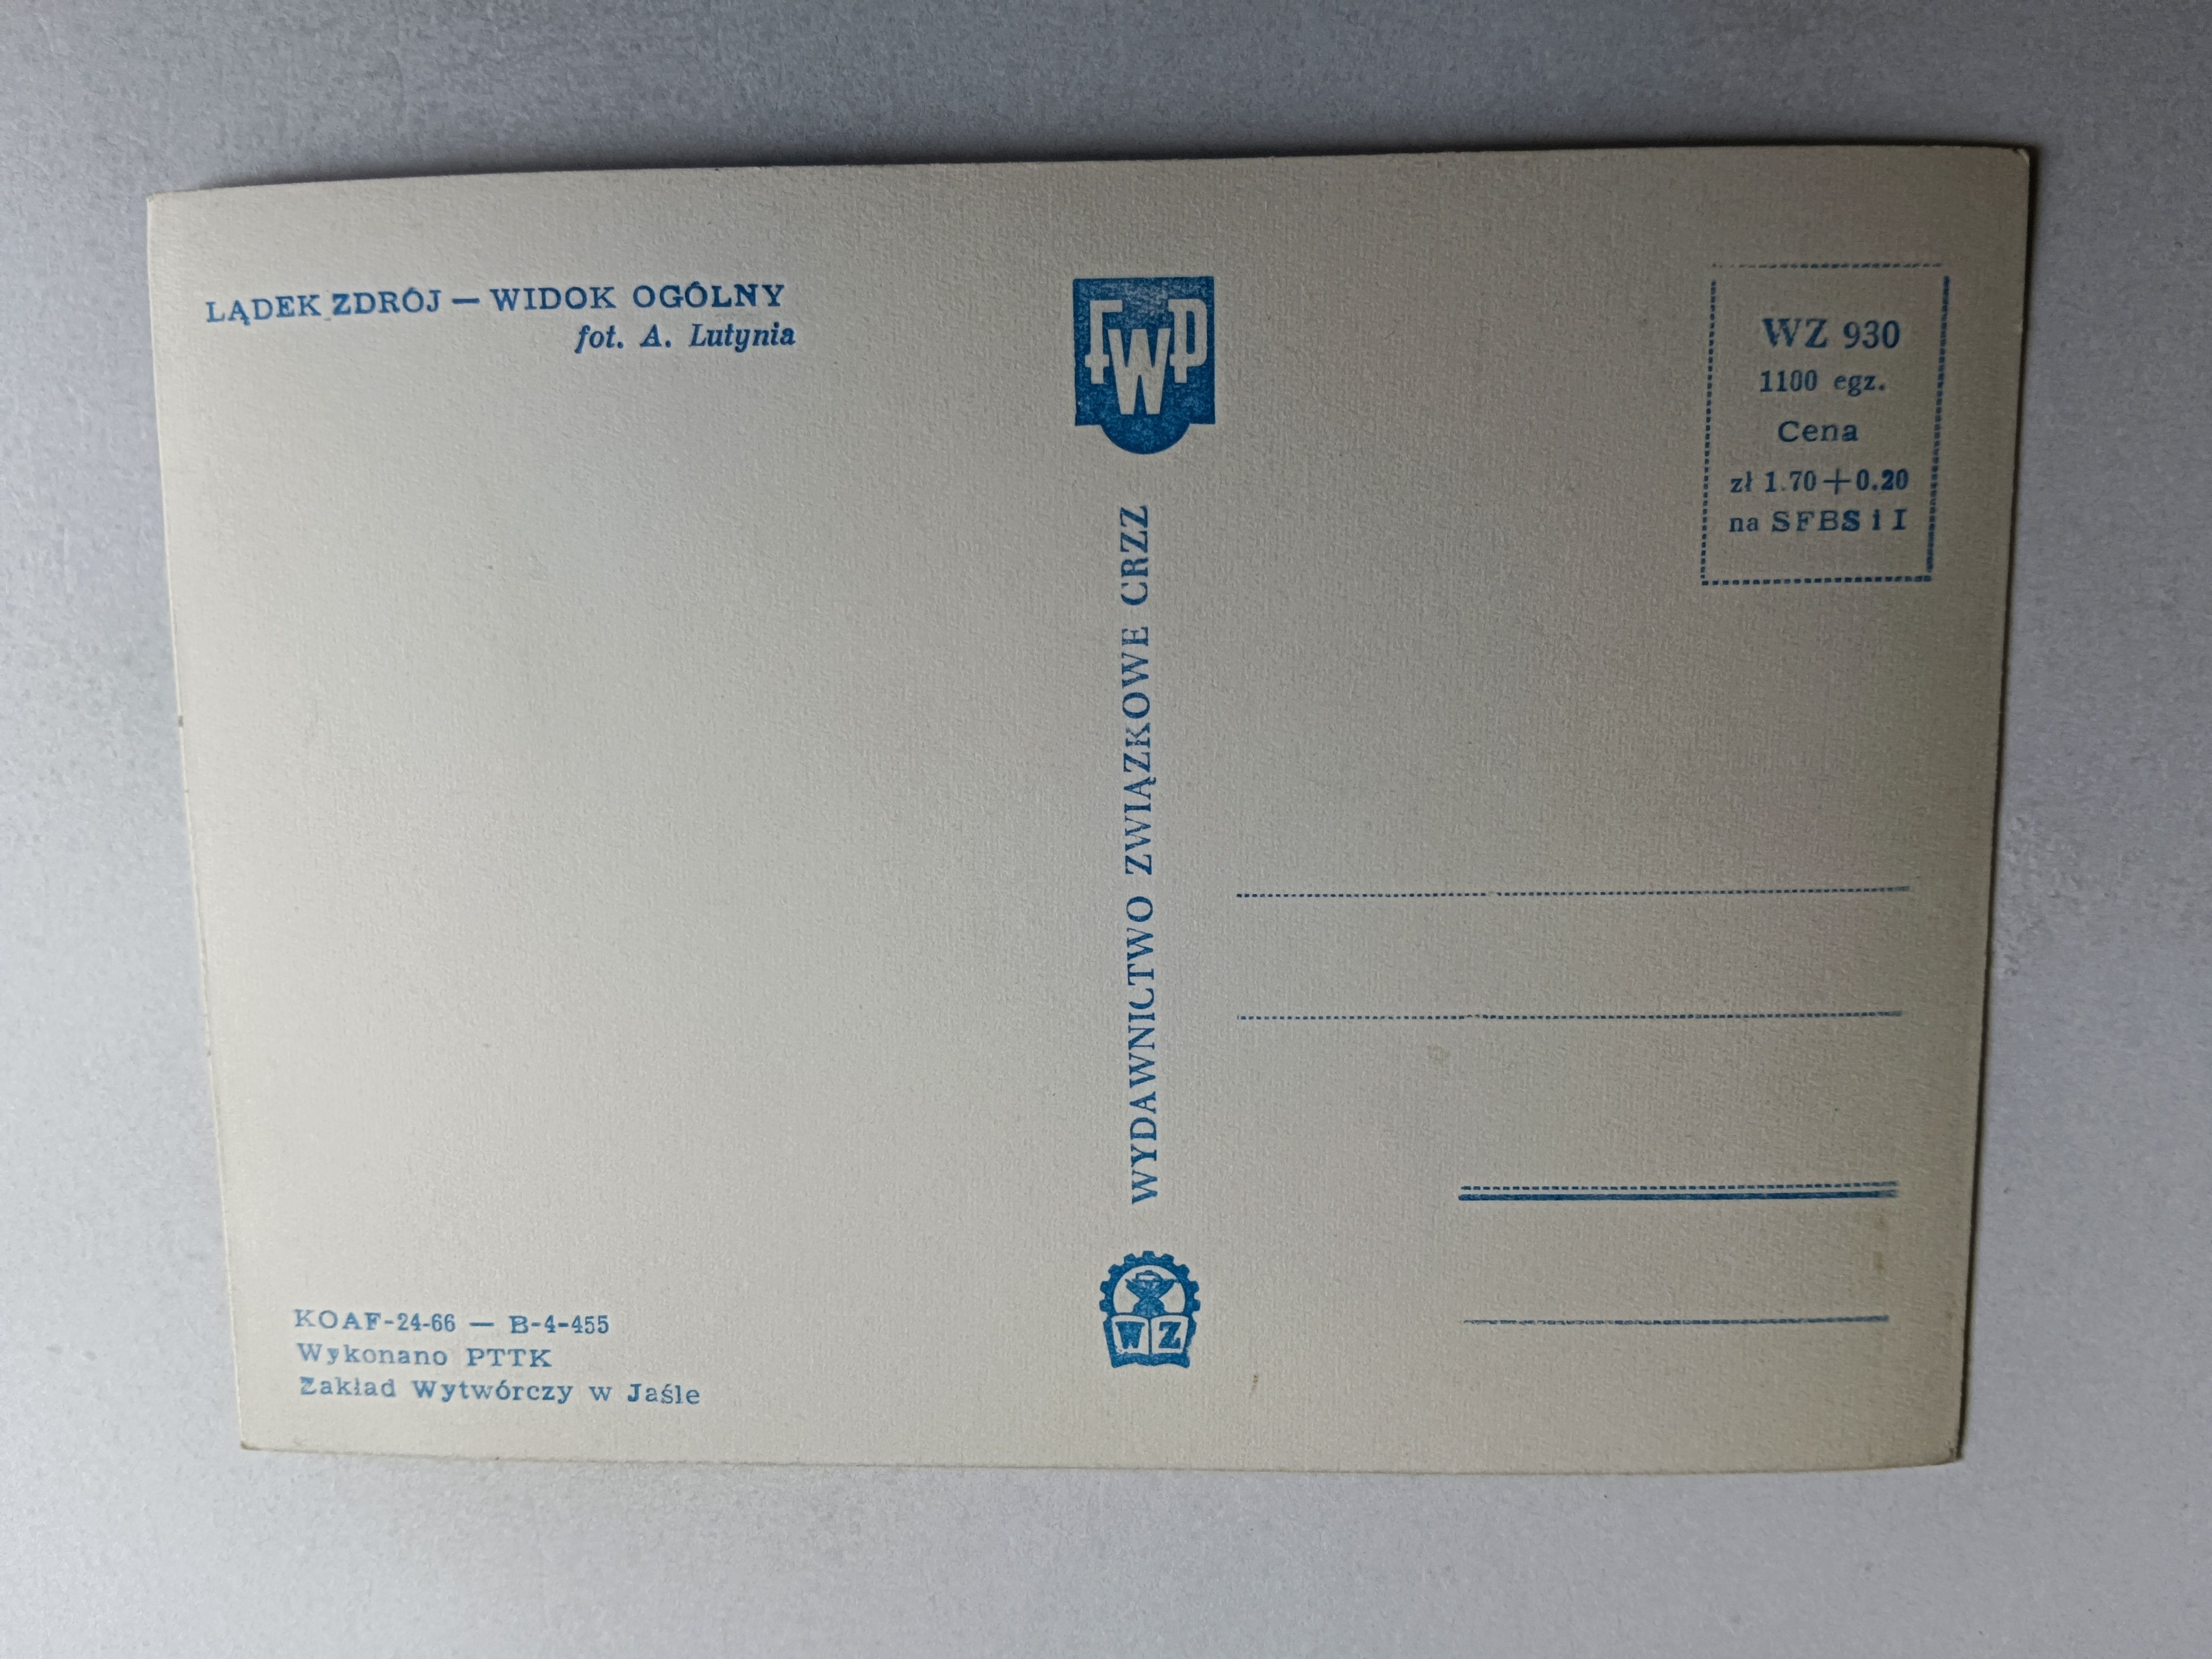 LĄDEK ZDRÓJ — WIDOK OGÓLNY
fot. A. Lutynia
FWP
WYDAWNICTWO ZWIĄZKOWE CRZZ
WZ
WZ 930
1100 egz.
Cena
zł 1.70+0.20
na SFBS i I
KOAF-24-66 — B-4-455
Wykonano PTTK
Zakład Wytwórczy w Jaśle